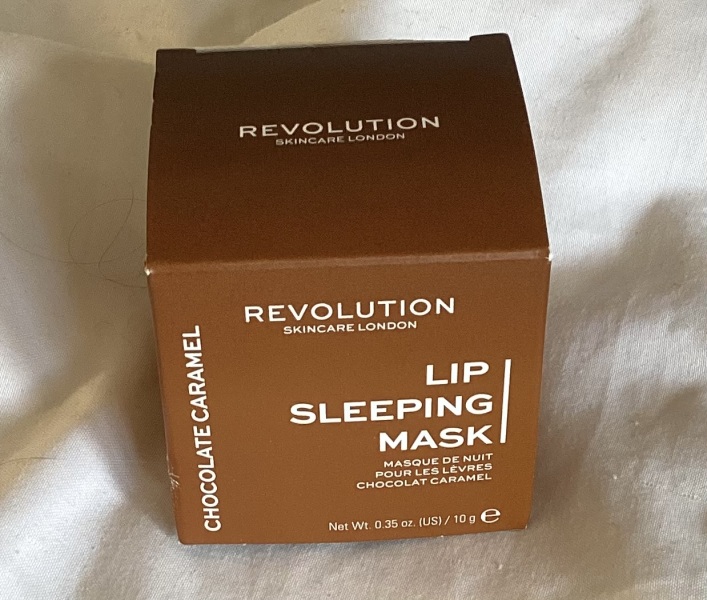 REVOLUTION
SKINCARE LONDON
REVOLUTION
SKINCARE LONDON
CHOCOLATE CARAMEL
LIP
SLEEPING
MASK
MASQUE DE NUIT
POUR LES LÈVRES
CHOCOLAT CARAMEL
Net Wt. 0.35 oz. (US) / 10 g ℮